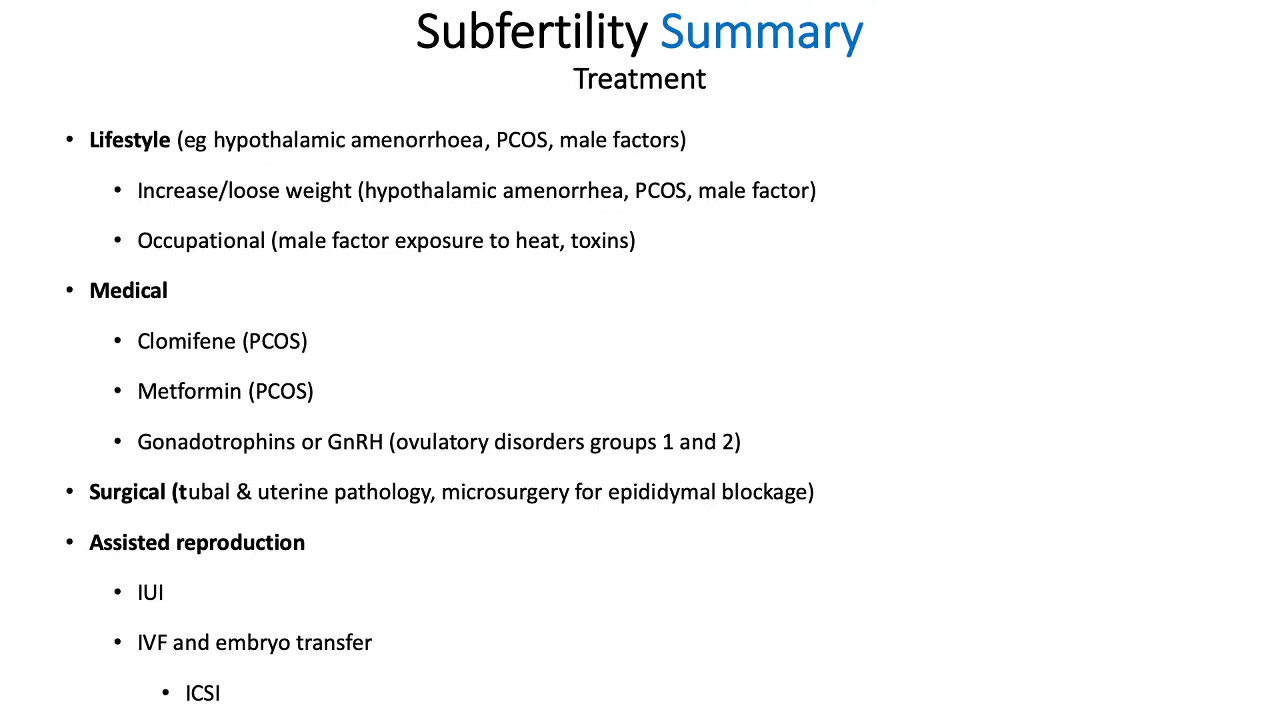 Subfertility Summary
Treatment
• Lifestyle (eg hypothalamic amenorrhoea, PCOS, male factors)
• Increase/loose weight (hypothalamic amenorrhea, PCOS, male factor)
• Occupational (male factor exposure to heat, toxins)
• Medical
• Clomifene (PCOS)
• Metformin (PCOS)
• Gonadotrophins or GnRH (ovulatory disorders groups 1 and 2)
• Surgical (tubal & uterine pathology, microsurgery for epididymal blockage)
• Assisted reproduction
• IUI
• IVF and embryo transfer
• ICSI